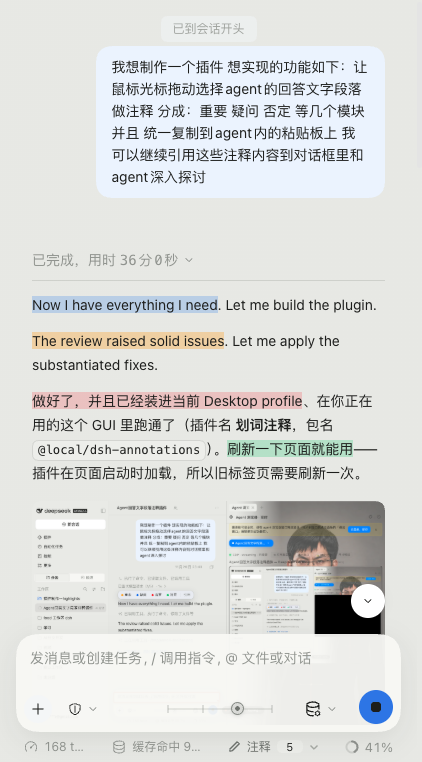 已到会话开头
我想制作一个插件 想实现的功能如下：让
鼠标光标拖动选择agent的回答文字段落
做注释 分成：重要 疑问 否定 等几个模块
并且 统一复制到agent内的粘贴板上 我
可以继续引用这些注释内容到对话框里和
agent深入探讨
已完成，用时 36分0秒
Now I have everything I need. Let me build the plugin.
The review raised solid issues. Let me apply the
substantiated fixes.
做好了，并且已经装进当前 Desktop profile、在你正在
用的这个 GUI 里跑通了（插件名 划词注释，包名
@local/dsh-annotations）。刷新一下页面就能用——
插件在页面启动时加载，所以旧标签页需要刷新一次。
deepseek
发消息或创建任务, / 调用指令, @ 文件或对话
168 t... 缓存命中 9... 注释 5 41%